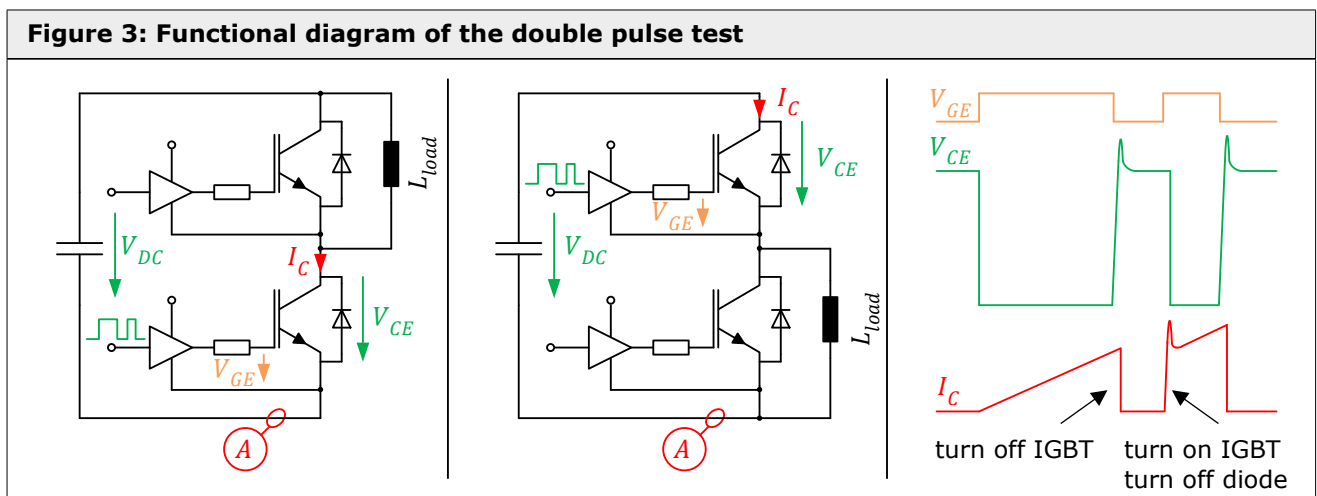 Figure 3: Functional diagram of the double pulse test
L_load
V_DC
I_C
V_CE
V_GE
A
I_C
V_CE
V_GE
V_DC
L_load
A
V_GE
V_CE
I_C
turn off IGBT
turn on IGBT
turn off diode